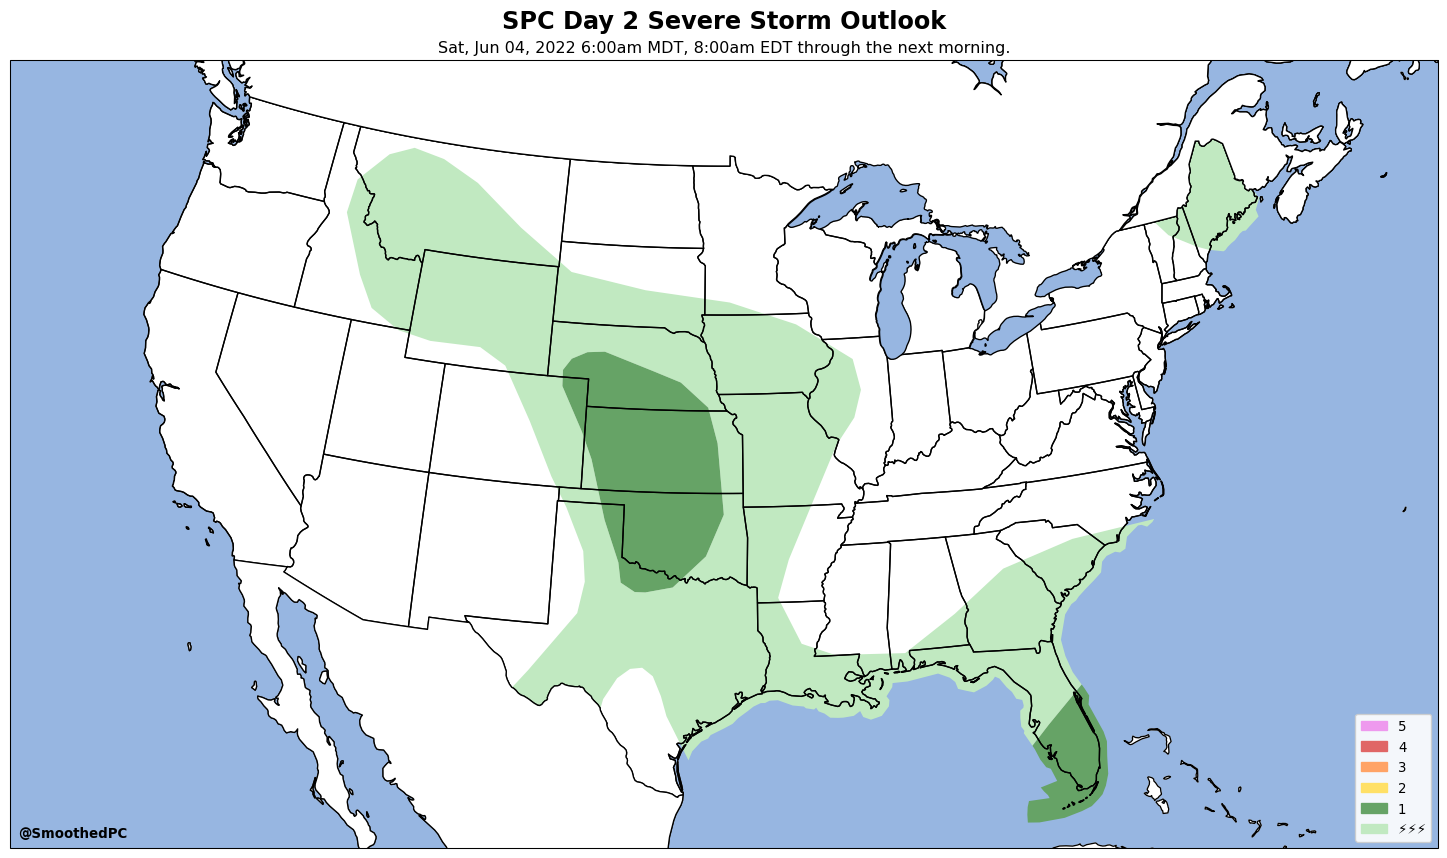 SPC Day 2 Severe Storm Outlook
Sat, Jun 04, 2022 6:00am MDT, 8:00am EDT through the next morning.
5
4
3
2
1
⚡⚡⚡
@SmoothedPC